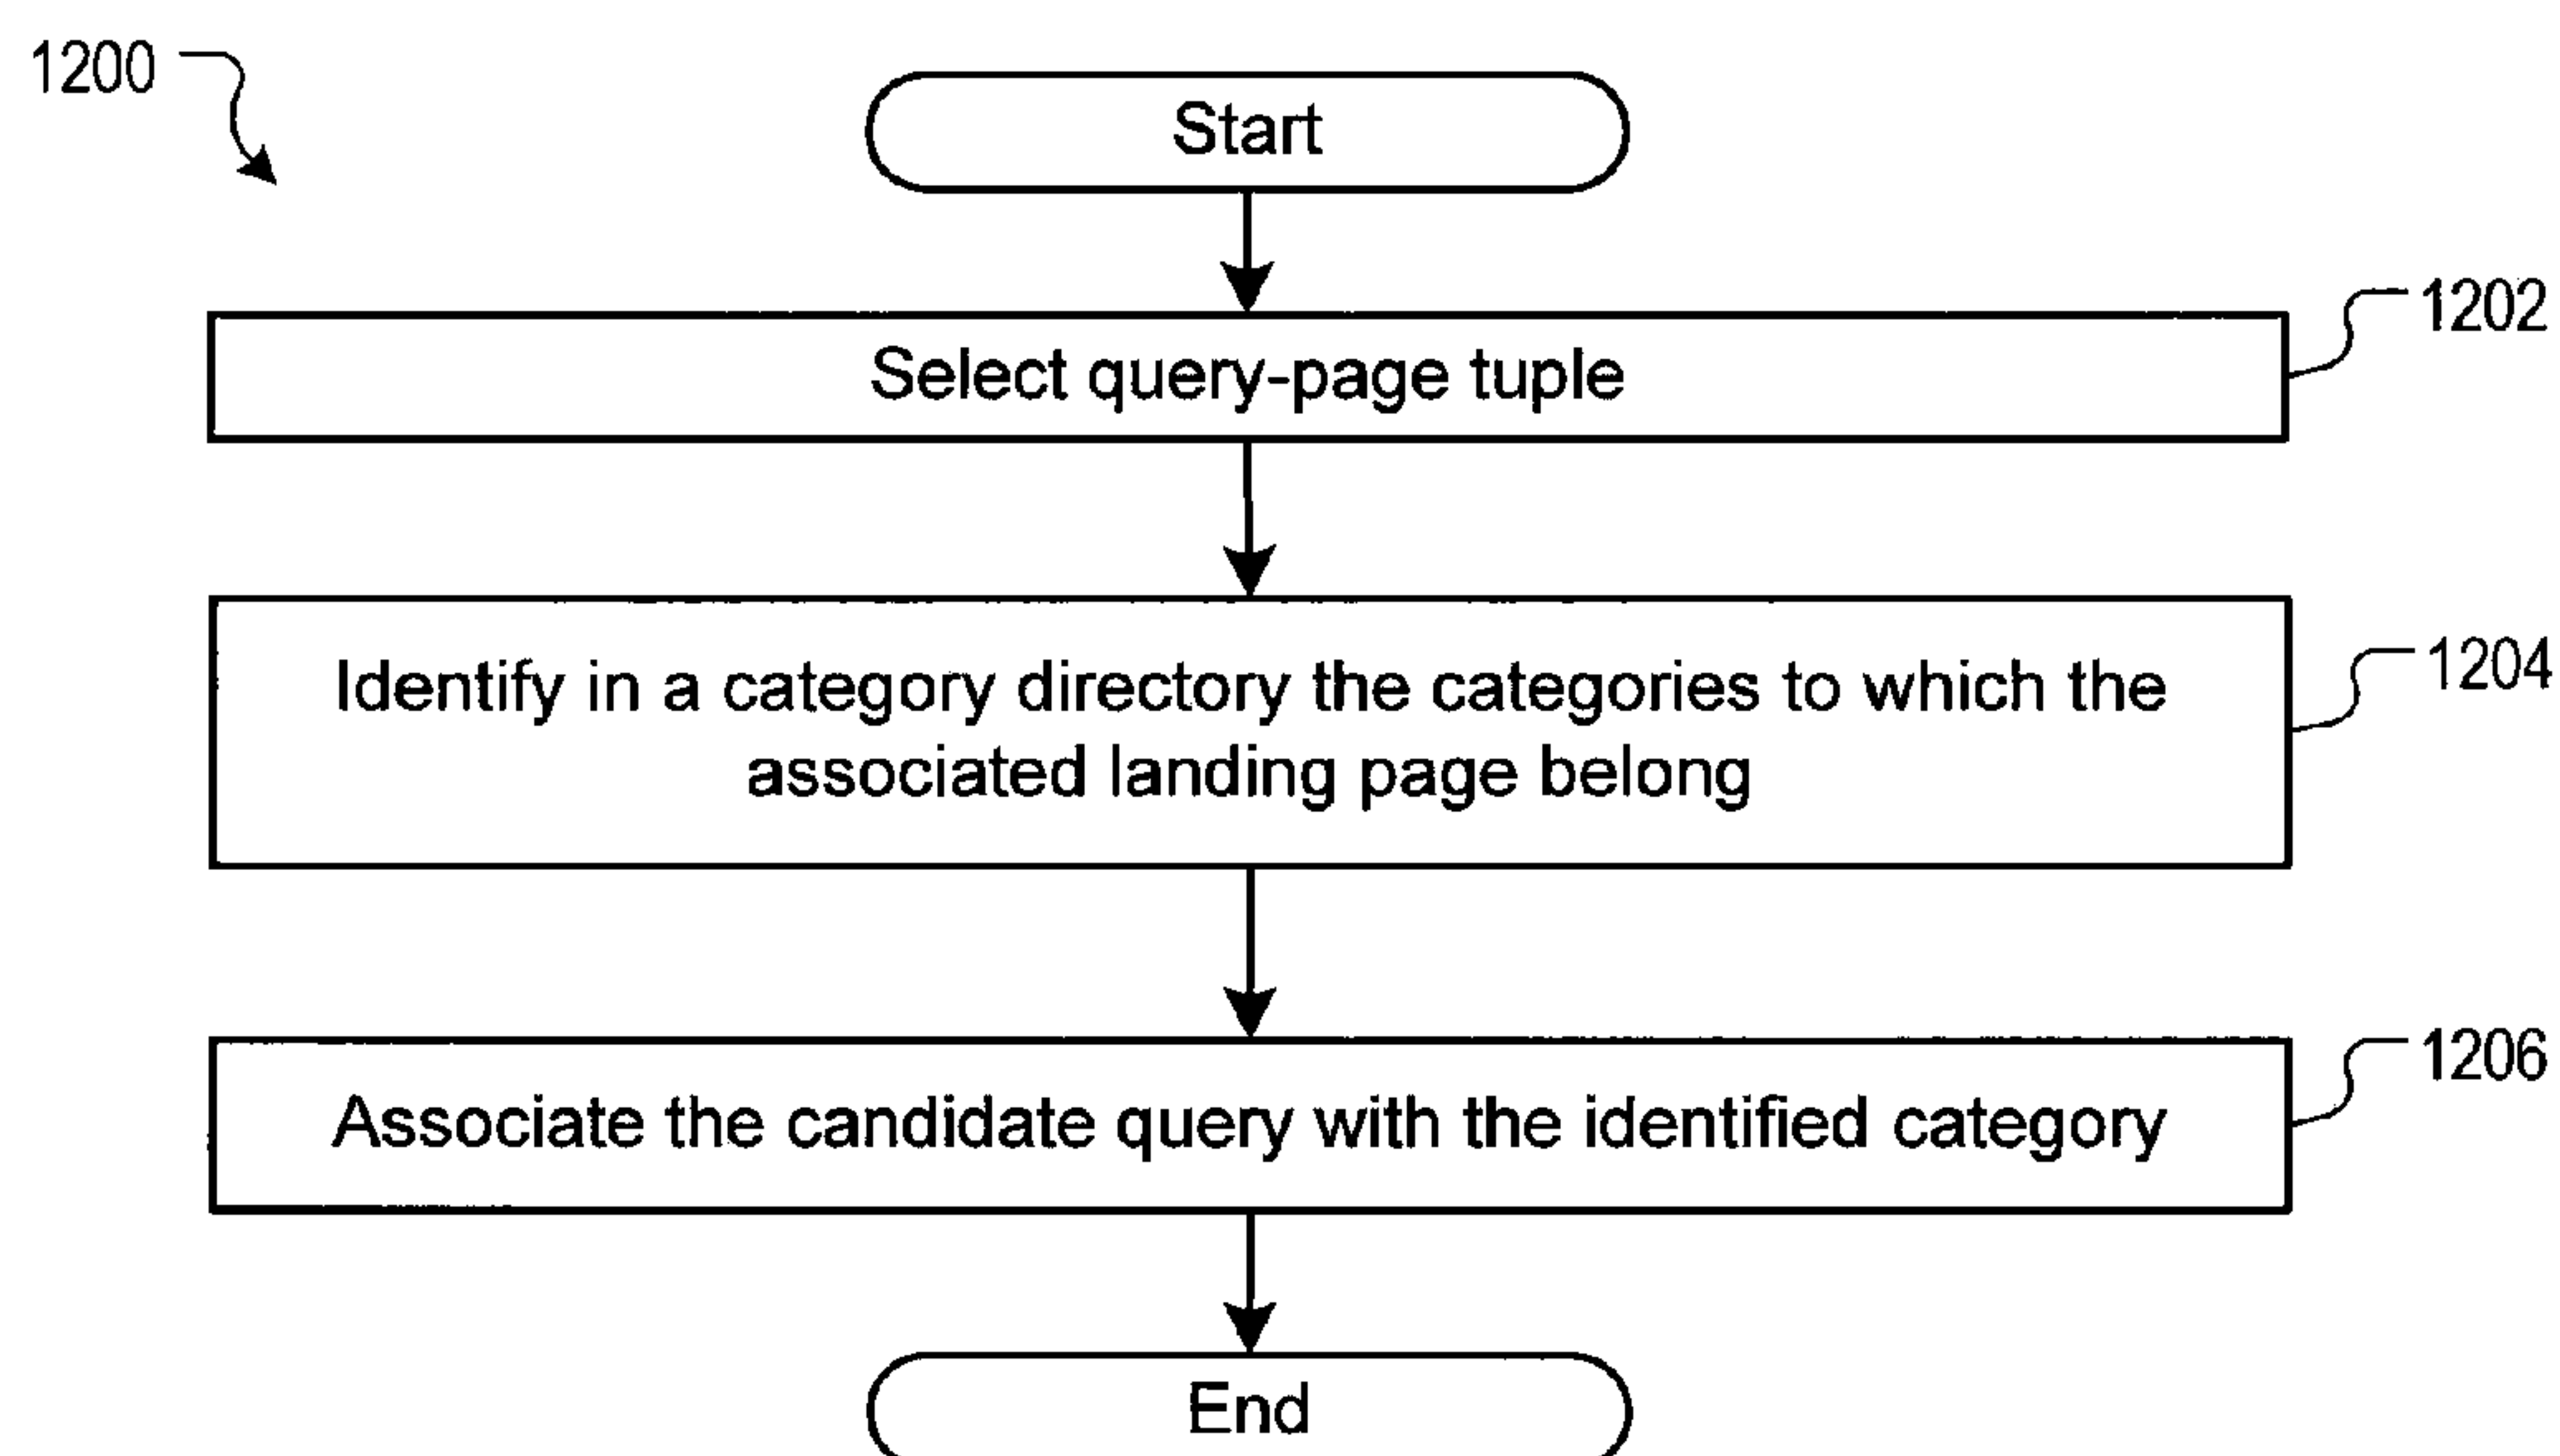 1200
Start
1202
Select query-page tuple
1204
Identify in a category directory the categories to which the
associated landing page belong
1206
Associate the candidate query with the identified category
End